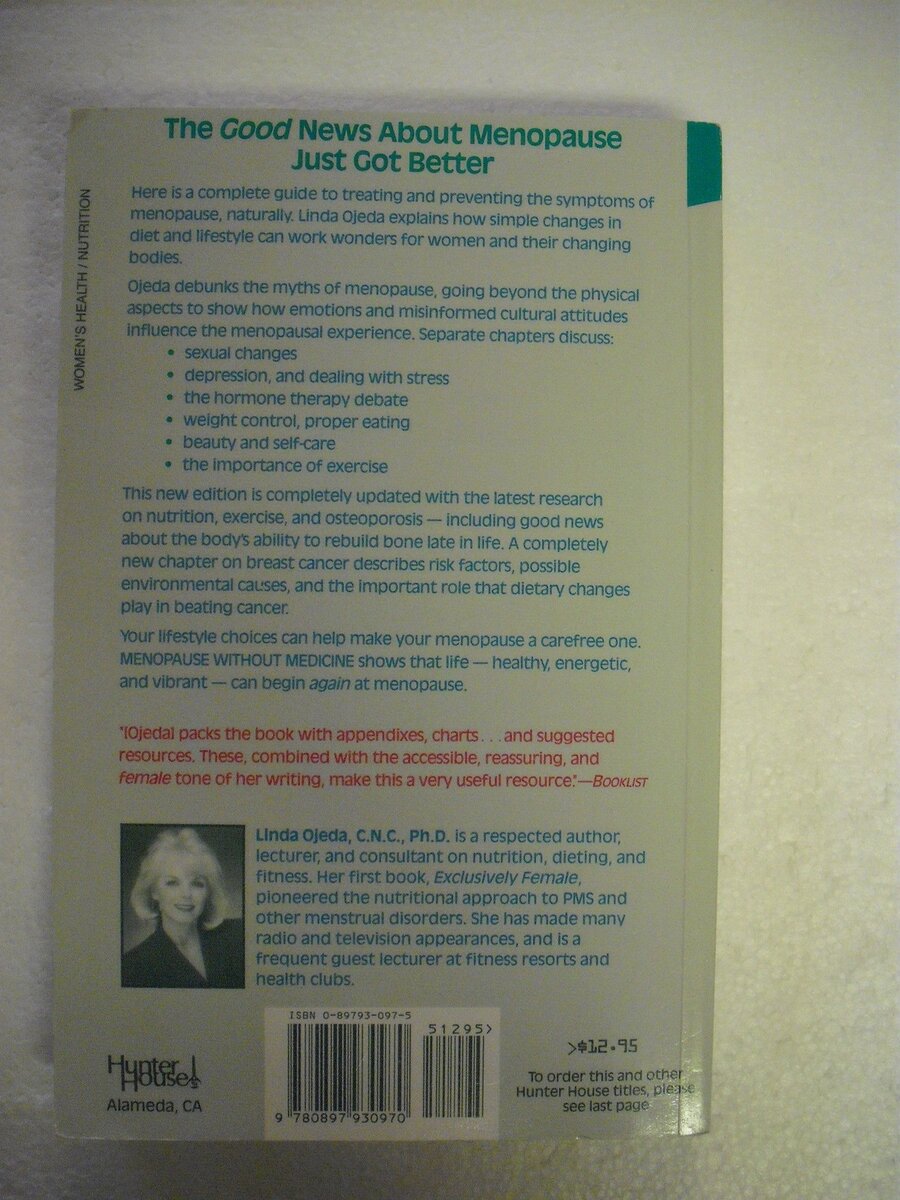 The Good News About Menopause
Just Got Better
WOMEN'S HEALTH / NUTRITION
Here is a complete guide to treating and preventing the symptoms of
menopause, naturally. Linda Ojeda explains how simple changes in
diet and lifestyle can work wonders for women and their changing
bodies.
Ojeda debunks the myths of menopause, going beyond the physical
aspects to show how emotions and misinformed cultural attitudes
influence the menopausal experience. Separate chapters discuss:
• sexual changes
• depression, and dealing with stress
• the hormone therapy debate
• weight control, proper eating
• beauty and self-care
• the importance of exercise
This new edition is completely updated with the latest research
on nutrition, exercise, and osteoporosis — including good news
about the body's ability to rebuild bone late in life. A completely
new chapter on breast cancer describes risk factors, possible
environmental causes, and the important role that dietary changes
play in beating cancer.
Your lifestyle choices can help make your menopause a carefree one.
MENOPAUSE WITHOUT MEDICINE shows that life — healthy, energetic,
and vibrant — can begin again at menopause.
"[Ojeda] packs the book with appendixes, charts . . . and suggested
resources. These, combined with the accessible, reassuring, and
female tone of her writing, make this a very useful resource."—BOOKLIST
Linda Ojeda, C.N.C., Ph.D. is a respected author,
lecturer, and consultant on nutrition, dieting, and
fitness. Her first book, Exclusively Female,
pioneered the nutritional approach to PMS and
other menstrual disorders. She has made many
radio and television appearances, and is a
frequent guest lecturer at fitness resorts and
health clubs.
Hunter
House
Alameda, CA
ISBN 0-89793-097-5
51295>
9 780897 930970
>$12.95
To order this and other
Hunter House titles, please
see last page